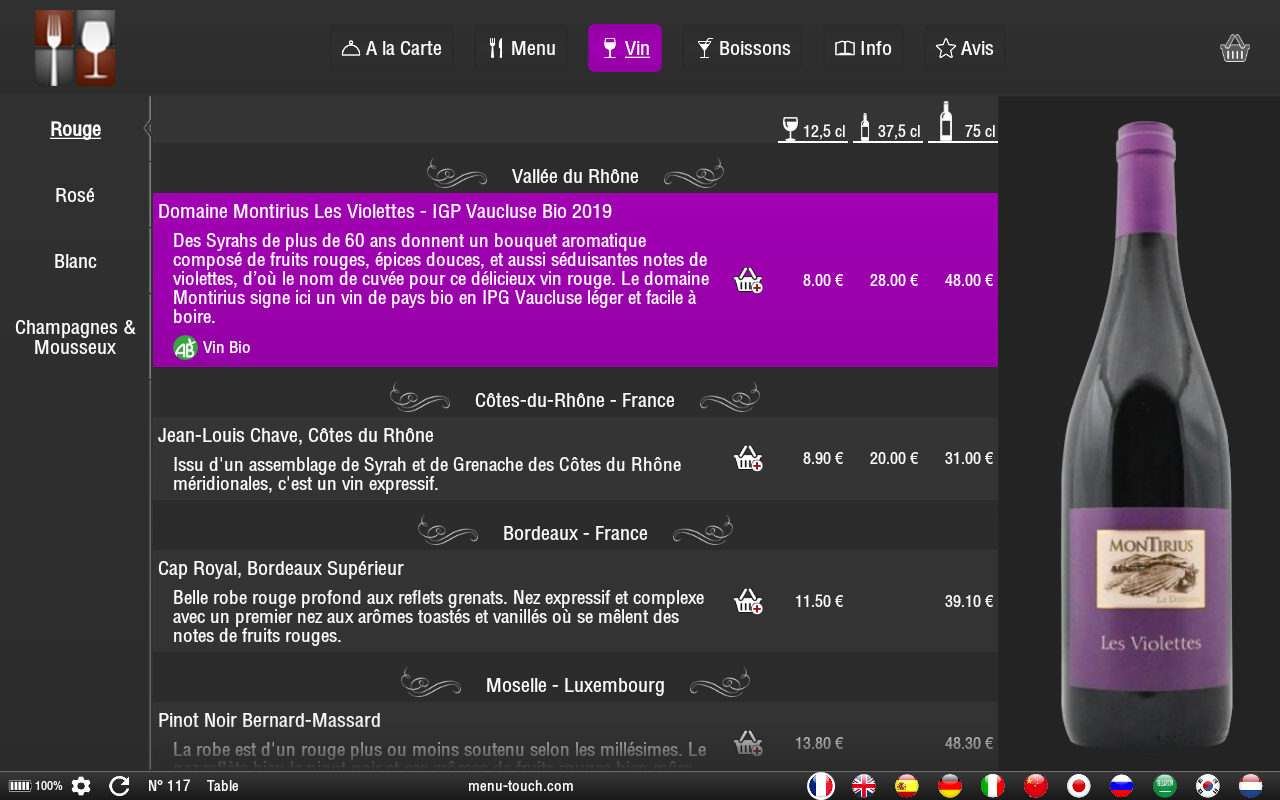 A la Carte Menu Vin Boissons Info Avis
Rouge
Rosé
Blanc
Champagnes &
Mousseux
12,5 cl 37,5 cl 75 cl
Vallée du Rhône
Domaine Montirius Les Violettes - IGP Vaucluse Bio 2019
Des Syrahs de plus de 60 ans donnent un bouquet aromatique
composé de fruits rouges, épices douces, et aussi séduisantes notes de
violettes, d'où le nom de cuvée pour ce délicieux vin rouge. Le domaine
Montirius signe ici un vin de pays bio en IPG Vaucluse léger et facile à
boire.
8.00 € 28.00 € 48.00 €
AB Vin Bio
Côtes-du-Rhône - France
Jean-Louis Chave, Côtes du Rhône
Issu d'un assemblage de Syrah et de Grenache des Côtes du Rhône
méridionales, c'est un vin expressif.
8.90 € 20.00 € 31.00 €
Bordeaux - France
Cap Royal, Bordeaux Supérieur
Belle robe rouge profond aux reflets grenats. Nez expressif et complexe
avec un premier nez aux arômes toastés et vanillés où se mêlent des
notes de fruits rouges.
11.50 € 39.10 €
Moselle - Luxembourg
Pinot Noir Bernard-Massard
La robe est d'un rouge plus ou moins soutenu selon les millésimes. Le
13.80 € 48.30 €
MONTIRIUS
Les Violettes
100% N° 117 Table menu-touch.com